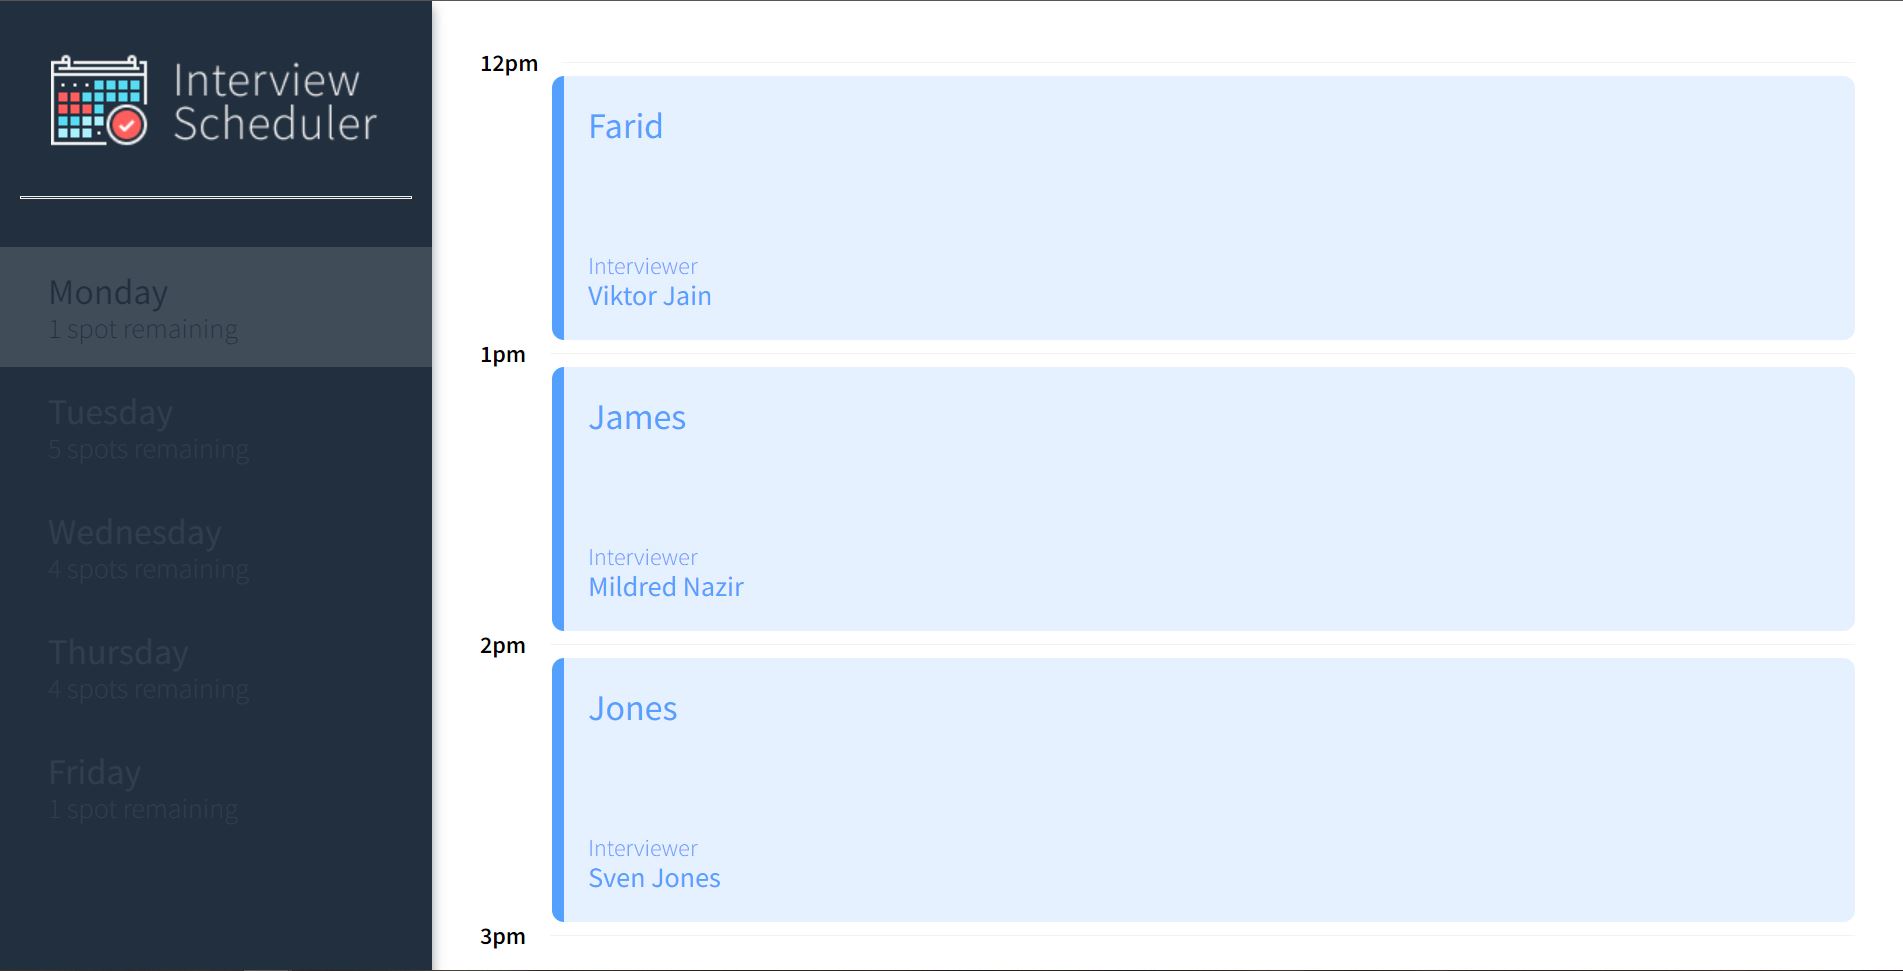 Interview
Scheduler
Monday
1 spot remaining
Tuesday
5 spots remaining
Wednesday
4 spots remaining
Thursday
4 spots remaining
Friday
1 spot remaining
12pm
Farid
Interviewer
Viktor Jain
1pm
James
Interviewer
Mildred Nazir
2pm
Jones
Interviewer
Sven Jones
3pm